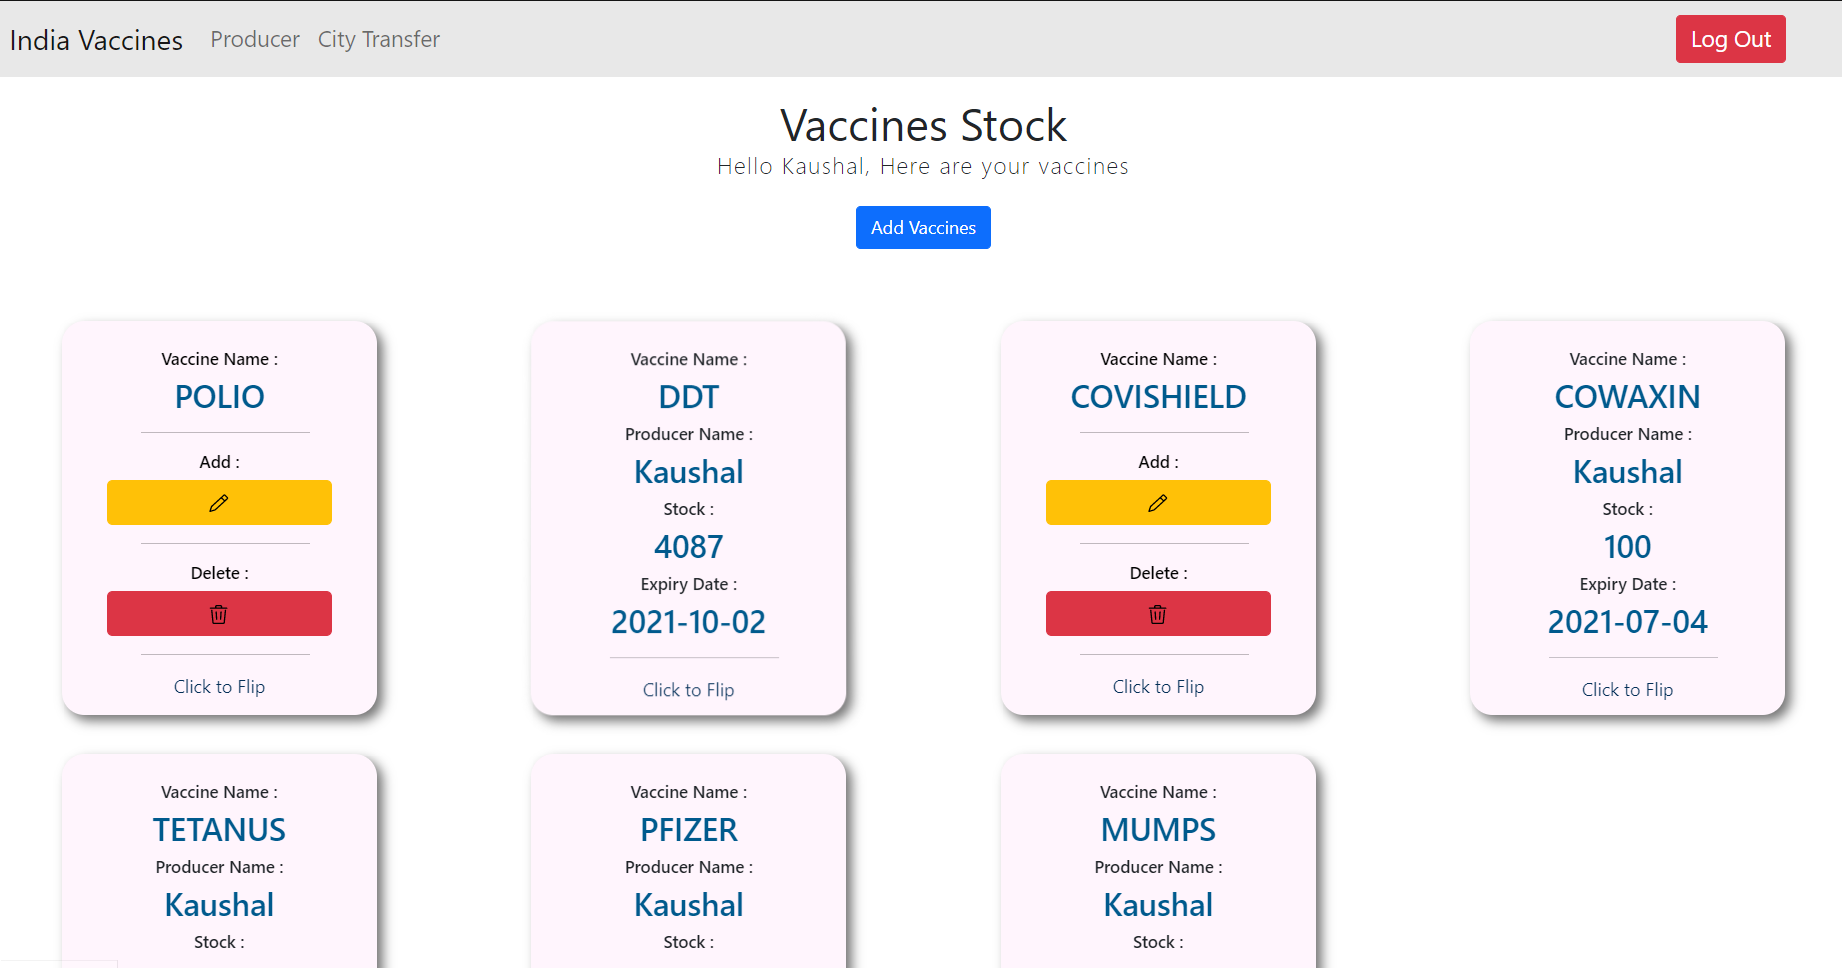 India Vaccines Producer City Transfer Log Out
Vaccines Stock
Hello Kaushal, Here are your vaccines
Add Vaccines
Vaccine Name :
POLIO
Add :
Delete :
Click to Flip
Vaccine Name :
DDT
Producer Name :
Kaushal
Stock :
4087
Expiry Date :
2021-10-02
Click to Flip
Vaccine Name :
COVISHIELD
Add :
Delete :
Click to Flip
Vaccine Name :
COWAXIN
Producer Name :
Kaushal
Stock :
100
Expiry Date :
2021-07-04
Click to Flip
Vaccine Name :
TETANUS
Producer Name :
Kaushal
Stock :
Vaccine Name :
PFIZER
Producer Name :
Kaushal
Stock :
Vaccine Name :
MUMPS
Producer Name :
Kaushal
Stock :